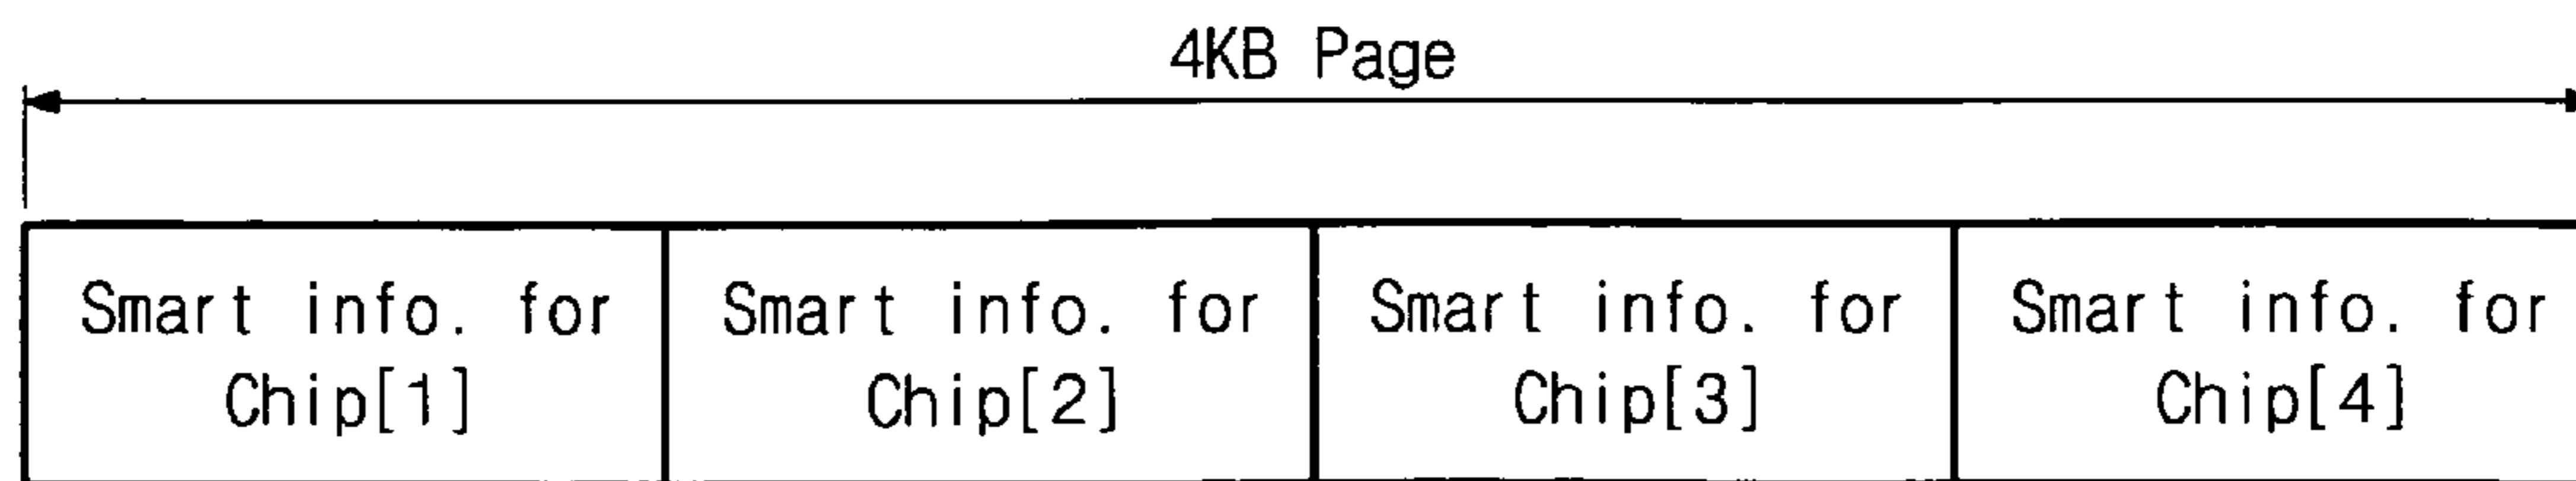 4KB Page
Smart info. for
Chip[1]
Smart info. for
Chip[2]
Smart info. for
Chip[3]
Smart info. for
Chip[4]